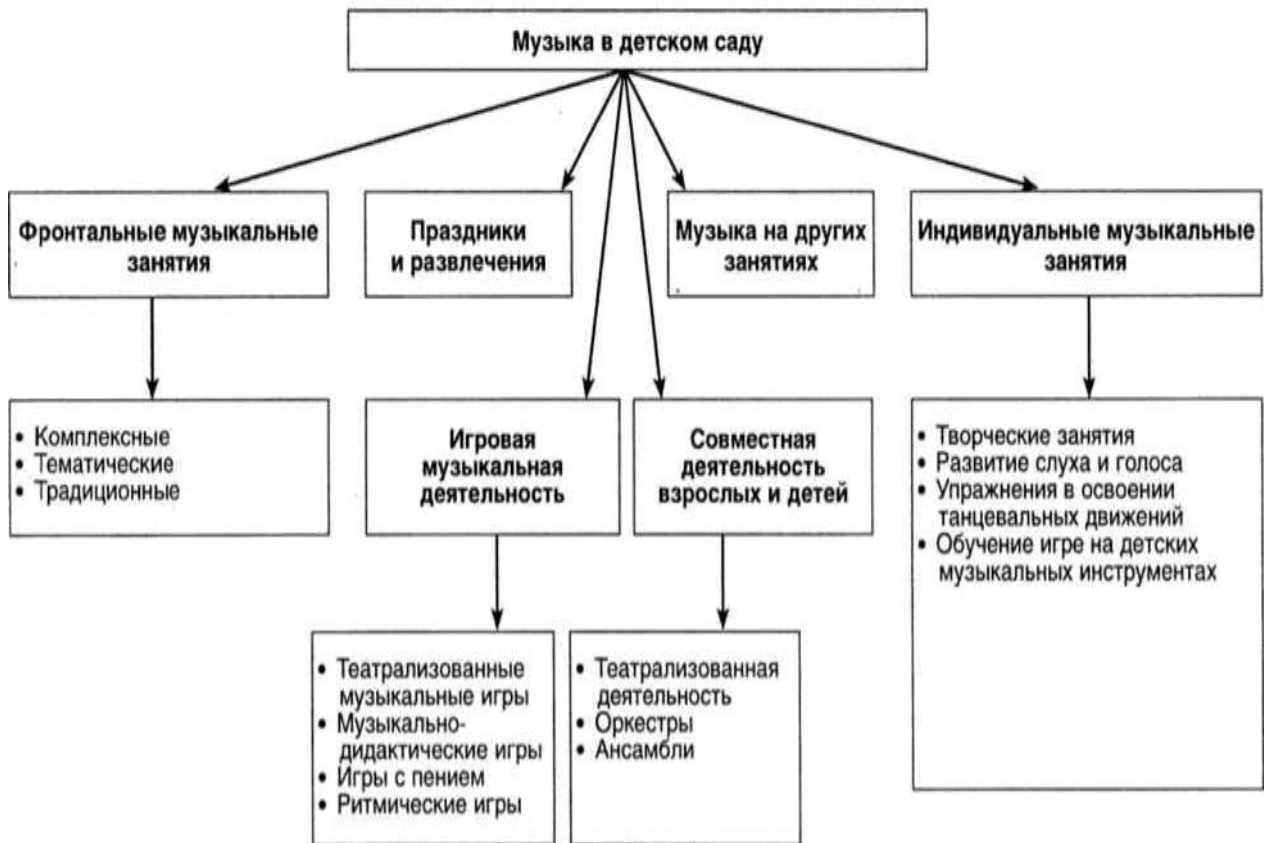 Музыка в детском саду
Фронтальные музыкальные
занятия
Праздники
и развлечения
Музыка на других
занятиях
Индивидуальные музыкальные
занятия
• Комплексные
• Тематические
• Традиционные
Игровая
музыкальная
деятельность
Совместная
деятельность
взрослых и детей
• Творческие занятия
• Развитие слуха и голоса
• Упражнения в освоении
танцевальных движений
• Обучение игре на детских
музыкальных инструментах
• Театрализованные
музыкальные игры
• Музыкально-
дидактические игры
• Игры с пением
• Ритмические игры
• Театрализованная
деятельность
• Оркестры
• Ансамбли